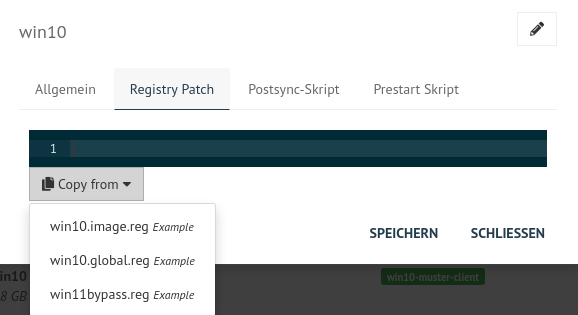 win10
Allgemein Registry Patch Postsync-Skript Prestart Skript
1
Copy from
win10.image.reg Example
SPEICHERN SCHLIESSEN
win10.global.reg Example
win10 win10-muster-client
win11bypass.reg Example
8 GB